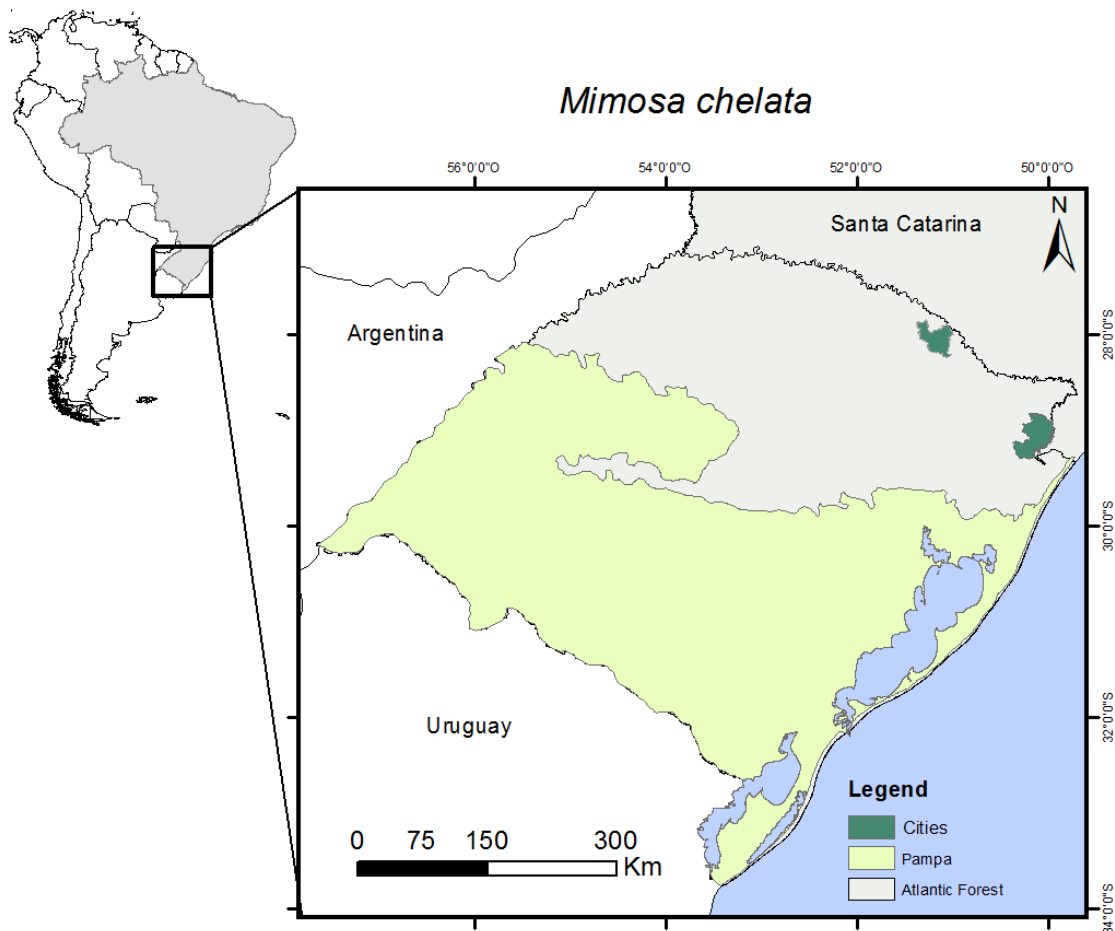 Mimosa chelata
56°0'0"O
54°0'0"O
52°0'0"O
50°0'0"O
Santa Catarina
N
Argentina
28°0'0"S
30°0'0"S
Uruguay
32°0'0"S
Legend
Cities
Pampa
Atlantic Forest
0 75 150 300
Km
34°0'0"S